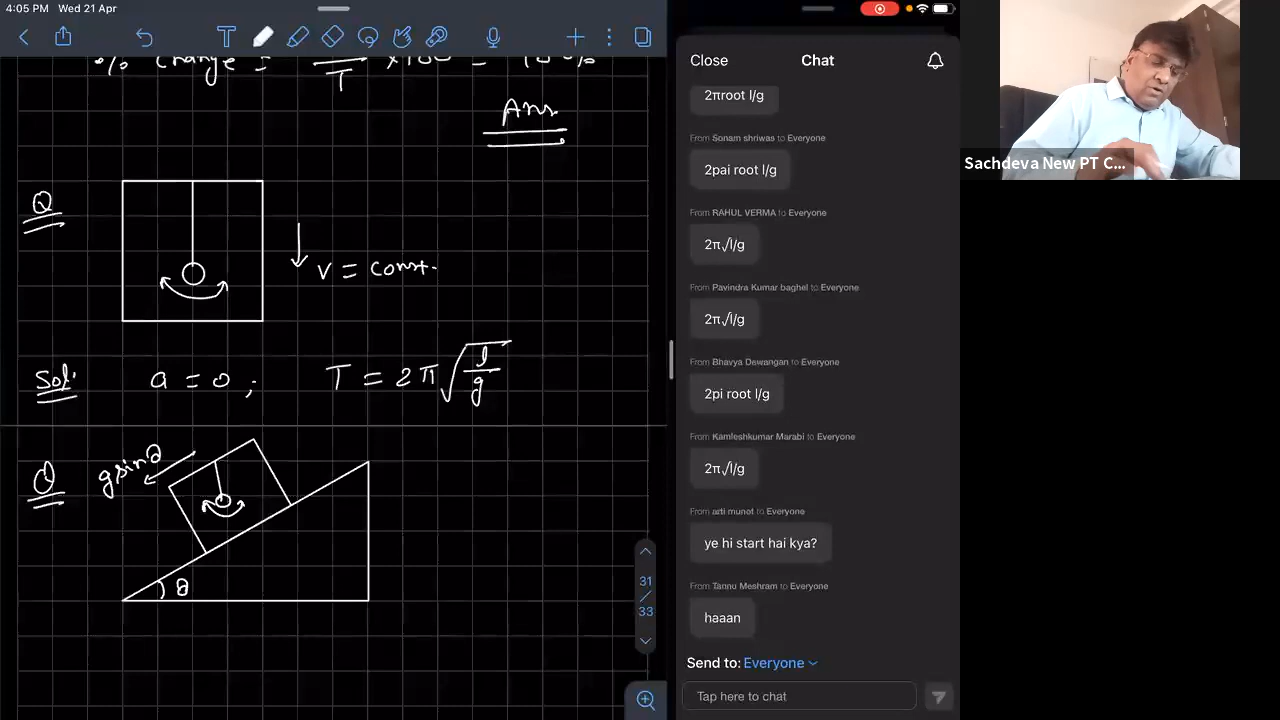 4:05 PM Wed 21 Apr
% Change = T ×100 =
Ans
Q
v = const.
Sol: a = 0 ; T = 2π√l/g
Q gsinθ
θ
31
/
33
Close Chat
2πroot l/g
From Sonam shriwas to Everyone
2pai root l/g
From RAHUL VERMA to Everyone
2π√l/g
From Pavindra Kumar baghel to Everyone
2π√l/g
From Bhavya Dewangan to Everyone
2pi root l/g
From Kamleshkumar Marabi to Everyone
2π√l/g
From arti munot to Everyone
ye hi start hai kya?
From Tannu Meshram to Everyone
haaan
Send to: Everyone
Tap here to chat
Sachdeva New PT C...